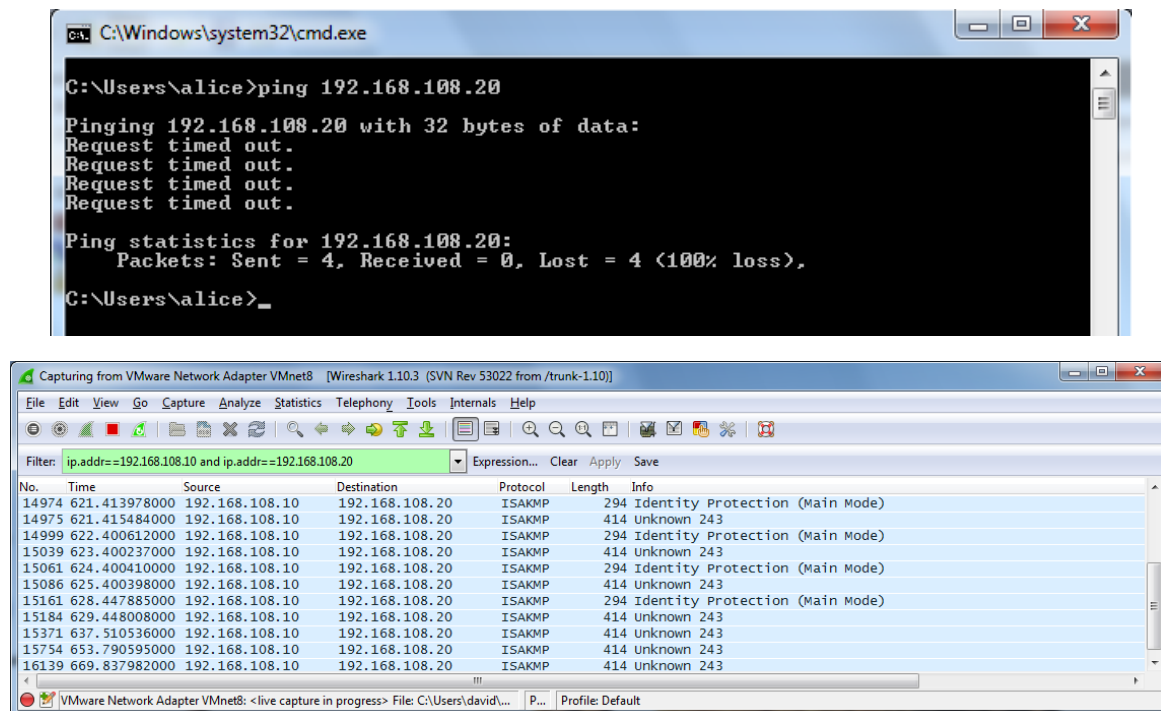 C:\Windows\system32\cmd.exe
C:\Users\alice>ping 192.168.108.20
Pinging 192.168.108.20 with 32 bytes of data:
Request timed out.
Request timed out.
Request timed out.
Request timed out.
Ping statistics for 192.168.108.20:
Packets: Sent = 4, Received = 0, Lost = 4 (100% loss),
C:\Users\alice>_
Capturing from VMware Network Adapter VMnet8 [Wireshark 1.10.3 (SVN Rev 53022 from /trunk-1.10)]
File Edit View Go Capture Analyze Statistics Telephony Tools Internals Help
Filter: ip.addr==192.168.108.10 and ip.addr==192.168.108.20 Expression... Clear Apply Save
No. Time Source Destination Protocol Length Info
14974 621.413978000 192.168.108.10 192.168.108.20 ISAKMP 294 Identity Protection (Main Mode)
14975 621.415484000 192.168.108.10 192.168.108.20 ISAKMP 414 Unknown 243
14999 622.400612000 192.168.108.10 192.168.108.20 ISAKMP 294 Identity Protection (Main Mode)
15039 623.400237000 192.168.108.10 192.168.108.20 ISAKMP 414 Unknown 243
15061 624.400410000 192.168.108.10 192.168.108.20 ISAKMP 294 Identity Protection (Main Mode)
15086 625.400398000 192.168.108.10 192.168.108.20 ISAKMP 414 Unknown 243
15161 628.447885000 192.168.108.10 192.168.108.20 ISAKMP 294 Identity Protection (Main Mode)
15184 629.448008000 192.168.108.10 192.168.108.20 ISAKMP 414 Unknown 243
15371 637.510536000 192.168.108.10 192.168.108.20 ISAKMP 414 Unknown 243
15754 653.790595000 192.168.108.10 192.168.108.20 ISAKMP 414 Unknown 243
16139 669.837982000 192.168.108.10 192.168.108.20 ISAKMP 414 Unknown 243
VMware Network Adapter VMnet8: <live capture in progress> File: C:\Users\david\... P... Profile: Default